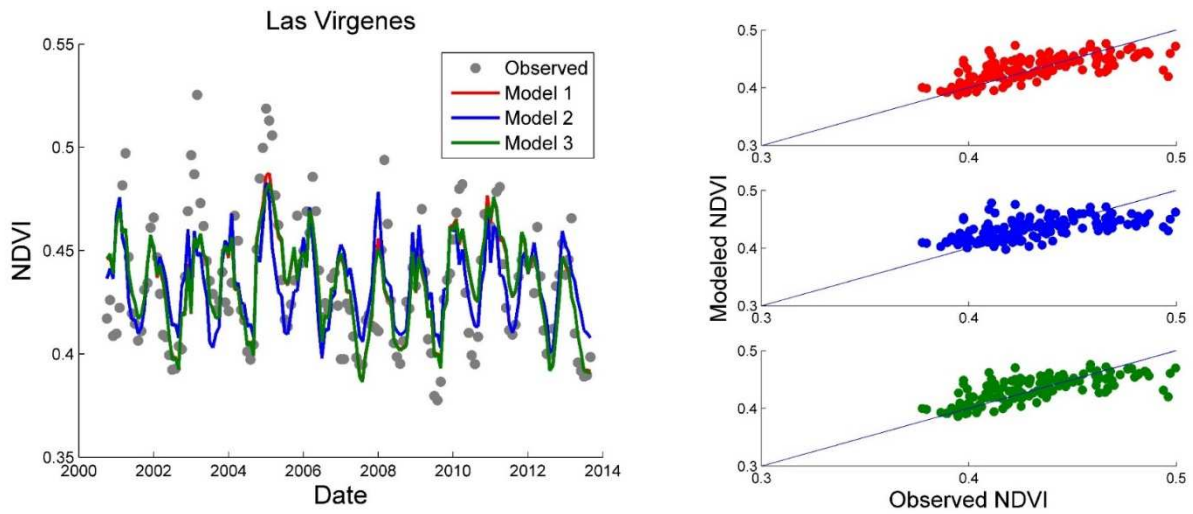 Las Virgenes
0.55
0.5
0.45
0.4
0.35
NDVI
Observed
Model 1
Model 2
Model 3
2000 2002 2004 2006 2008 2010 2012 2014
Date
0.5
0.4
0.3
0.3 0.4 0.5
0.5
0.4
0.3
0.3 0.4 0.5
0.5
0.4
0.3
0.3 0.4 0.5
Modeled NDVI
Observed NDVI